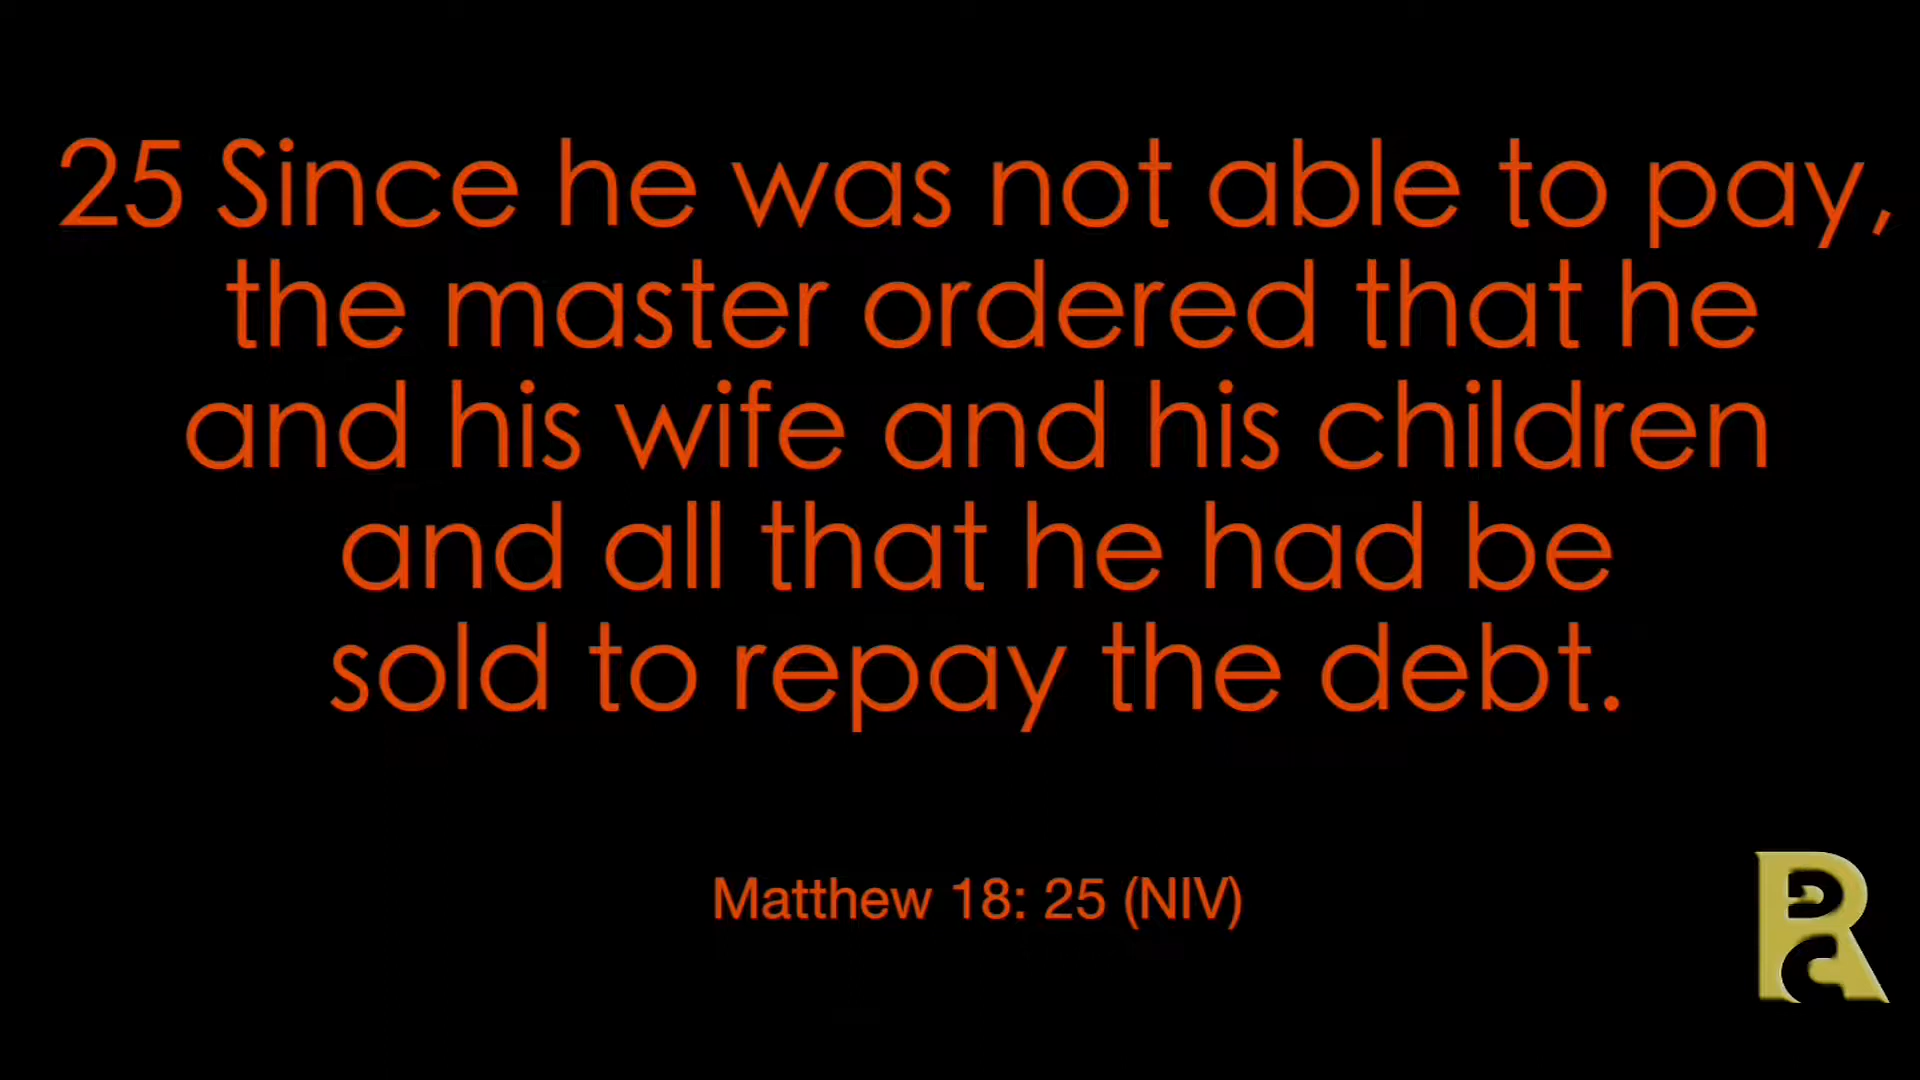 25 Since he was not able to pay,
the master ordered that he
and his wife and his children
and all that he had be
sold to repay the debt.
Matthew 18: 25 (NIV)